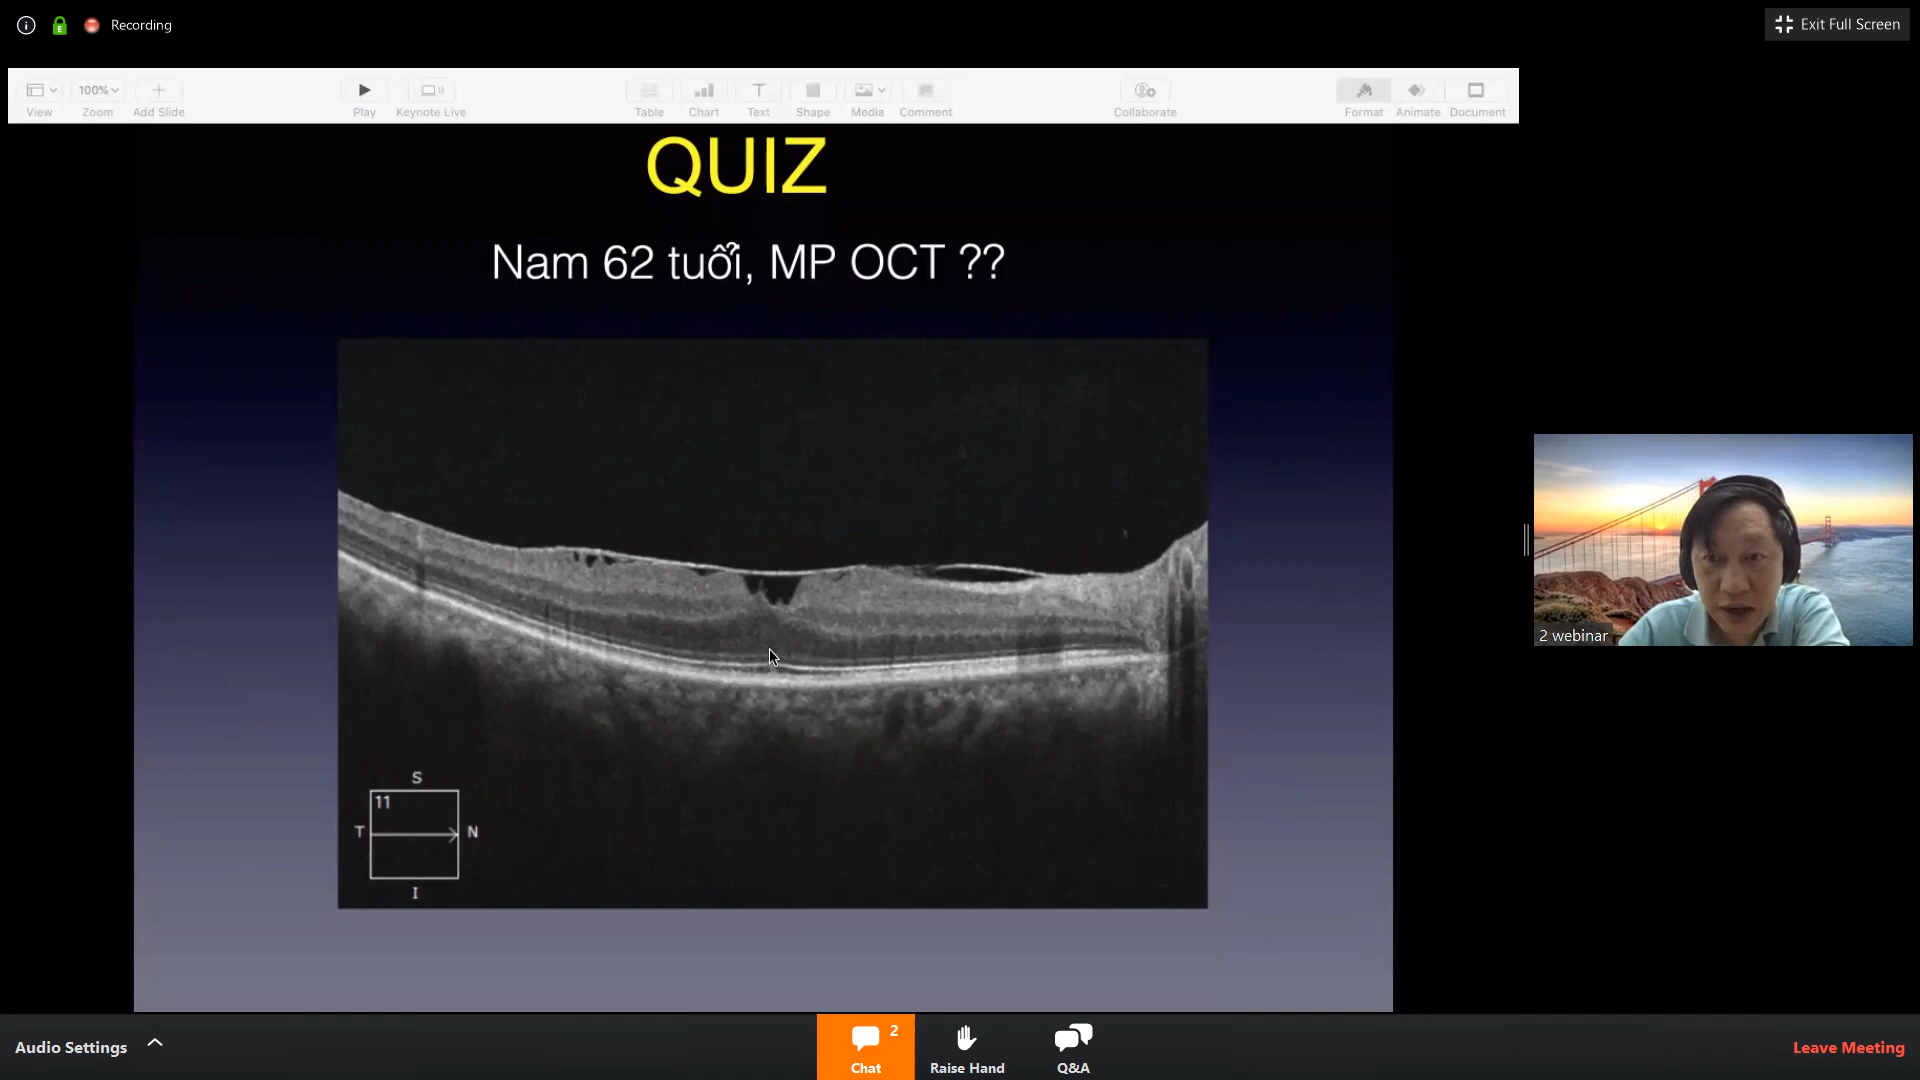 Recording
Exit Full Screen
View
100%
Zoom
Add Slide
Play
Keynote Live
Table
Chart
T
Text
Shape
Media
Comment
Collaborate
Format
Animate
Document
QUIZ
Nam 62 tuổi, MP OCT ??
S
11
T
N
I
2 webinar
Audio Settings
2
Chat
Raise Hand
Q&A
Leave Meeting